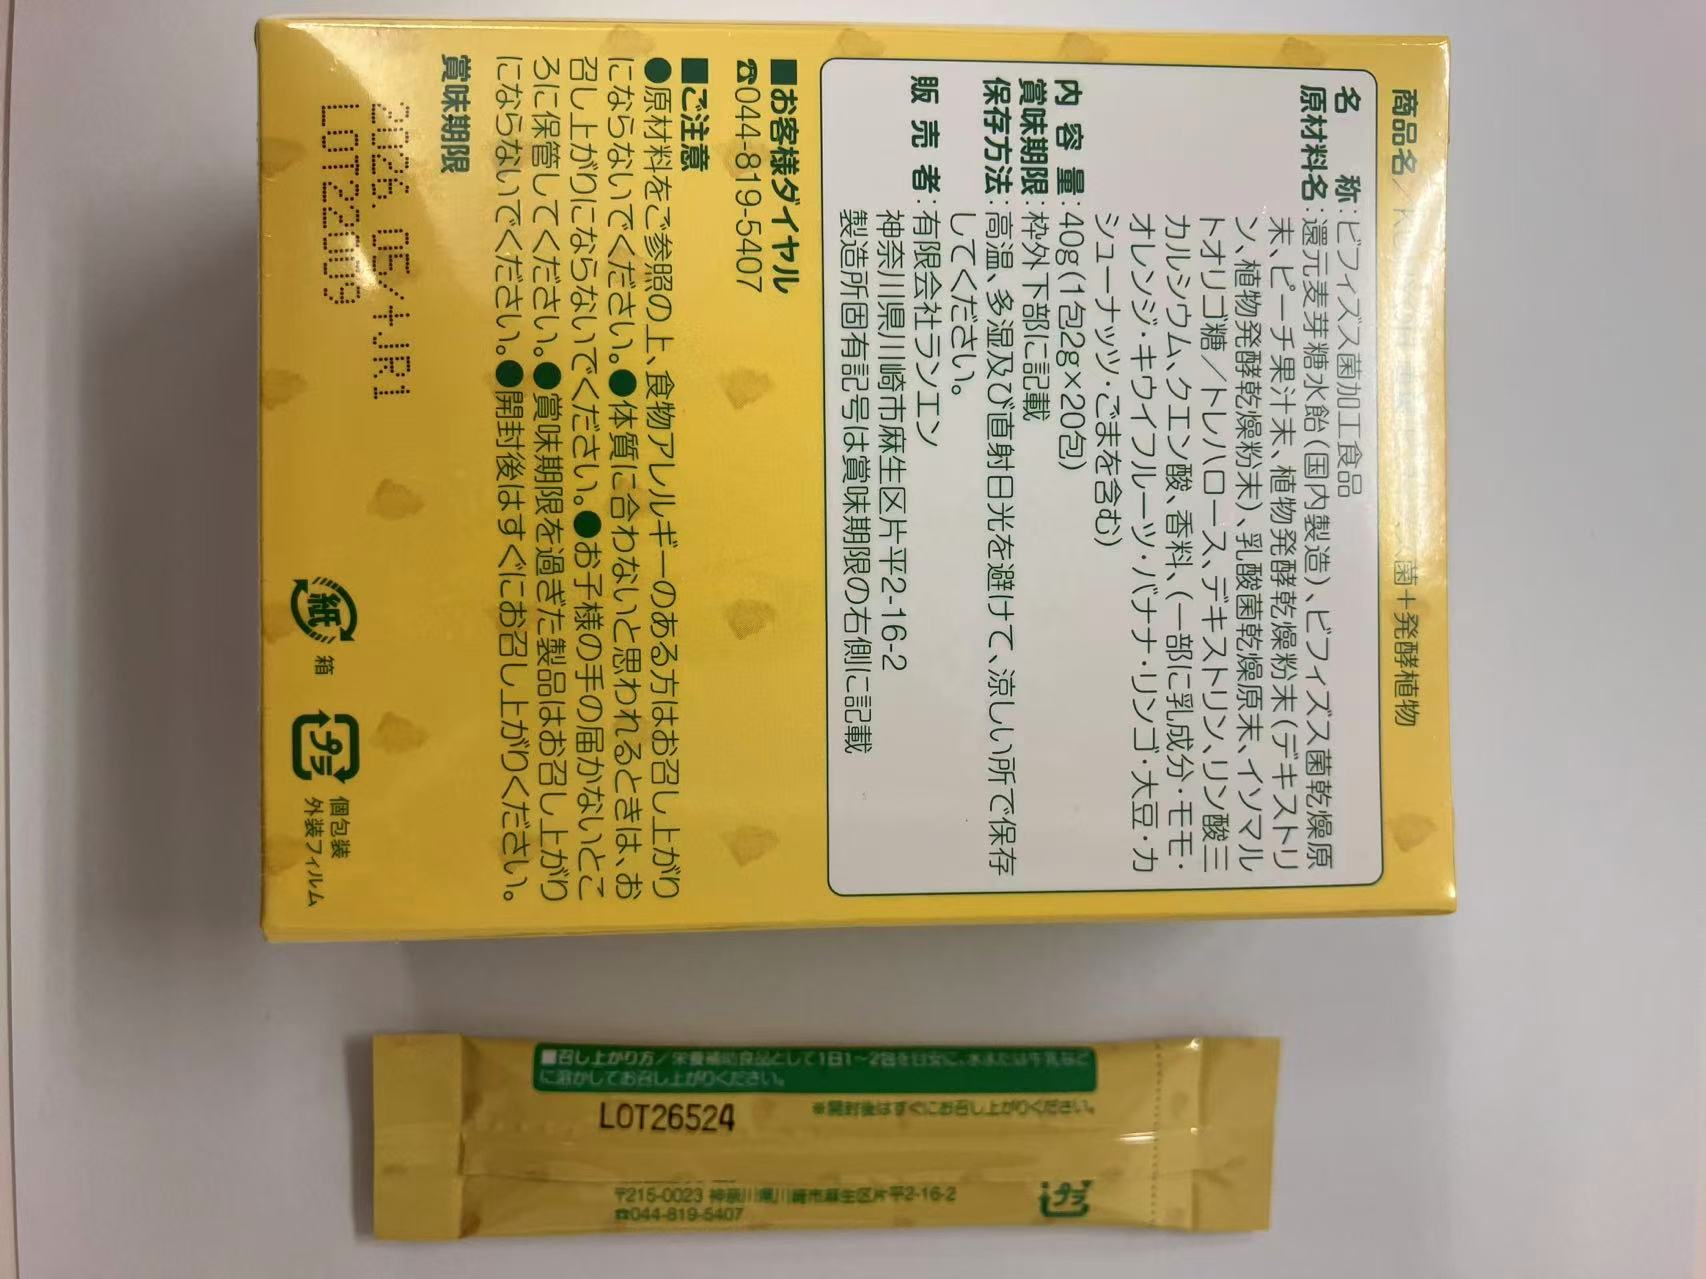 商品名／
菌＋発酵植物
名称：ビフィズス菌加工食品
原材料名：還元麦芽糖水飴（国内製造）、ビフィズス菌乾燥原
末、ピーチ果汁末、植物発酵乾燥粉末（デキストリ
ン、植物発酵乾燥粉末）、乳酸菌乾燥原末、イソマル
トオリゴ糖／トレハロース、デキストリン、リン酸三
カルシウム、クエン酸、香料、（一部に乳成分・モモ・
オレンジ・キウイフルーツ・バナナ・リンゴ・大豆・カ
シューナッツ・ごまを含む）
内容量：40g（1包2g×20包）
賞味期限：枠外下部に記載
保存方法：高温、多湿及び直射日光を避けて、涼しい所で保存
してください。
販売者：有限会社ランエン
神奈川県川崎市麻生区片平2-16-2
製造所固有記号は賞味期限の右側に記載
■お客様ダイヤル
☎044-819-5407
■ご注意
●原材料をご参照の上、食物アレルギーのある方はお召し上がり
にならないでください。●体質に合わないと思われるときは、お
召し上がりにならないでください。●お子様の手の届かないとこ
ろに保管してください。●賞味期限を過ぎた製品はお召し上がり
にならないでください。●開封後はすぐにお召し上がりください。
賞味期限
2026.05/+JR1
LOT22009
紙
箱
プラ
個包装
外装フィルム
■召し上がり方／栄養補助食品として1日1〜2包を目安に、水または牛乳など
に溶かしてお召し上がりください。
※開封後はすぐにお召し上がりください。
LOT26524
〒215-0023 神奈川県川崎市麻生区片平2-16-2
☎044-819-5407
プラ